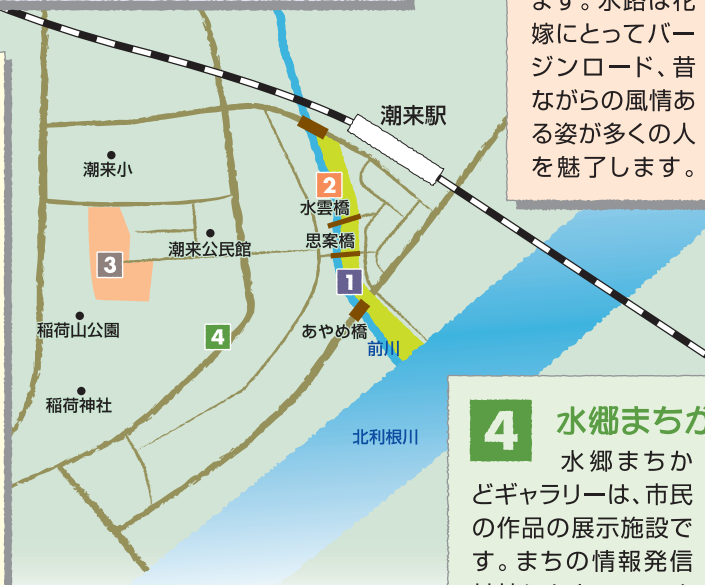 ます。水路は花
嫁にとってバー
ジンロード、昔
ながらの風情あ
る姿が多くの人
を魅了します。
潮来駅
潮来小
2
水雲橋
思案橋
潮来公民館
3
1
稲荷山公園
4
あやめ橋
前川
稲荷神社
北利根川
4
水郷まちか
水郷まちか
どギャラリーは、市民
の作品の展示施設で
す。まちの情報発信